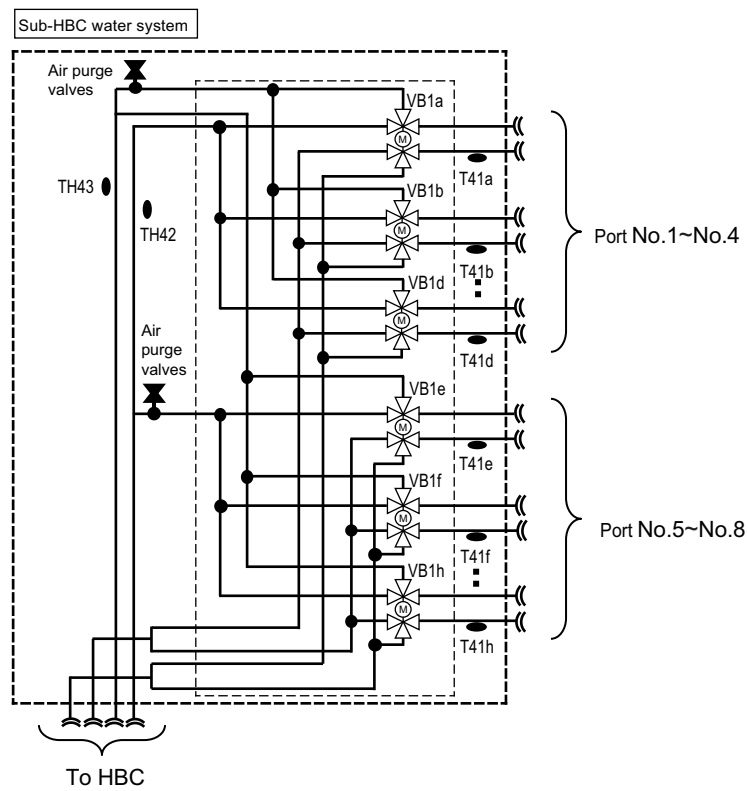 Sub-HBC water system
Air purge
valves
VB1a
M
T41a
TH43
TH42
VB1b
M
T41b
Port No.1~No.4
VB1d
M
T41d
Air
purge
valves
VB1e
M
T41e
VB1f
M
T41f
Port No.5~No.8
VB1h
M
T41h
To HBC